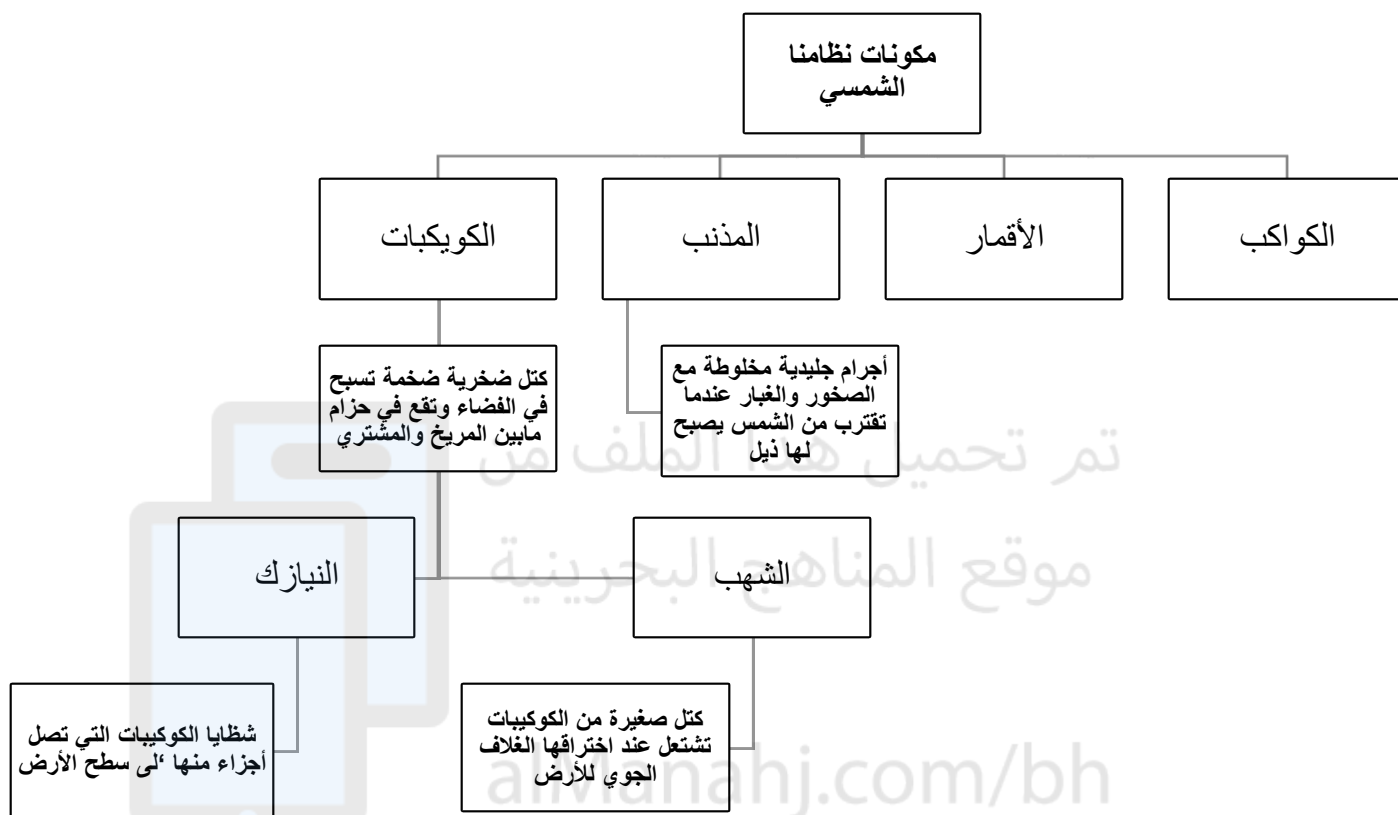 مكونات نظامنا
الشمسي
الكواكب
الأقمار
المذنب
الكويكبات
أجرام جليدية مخلوطة مع
الصخور والغبار عندما
تقترب من الشمس يصبح
لها ذيل
كتل ضخرية ضخمة تسبح
في الفضاء وتقع في حزام
مابين المريخ والمشتري
تم تحميل هذا الملف من
موقع المناهج البحرينية
الشهب
النيازك
كتل صغيرة من الكوكيبات
تشتعل عند اختراقها الغلاف
الجوي للأرض
شظايا الكوكيبات التي تصل
أجزاء منها ‘لى سطح الأرض
alManahj.com/bh